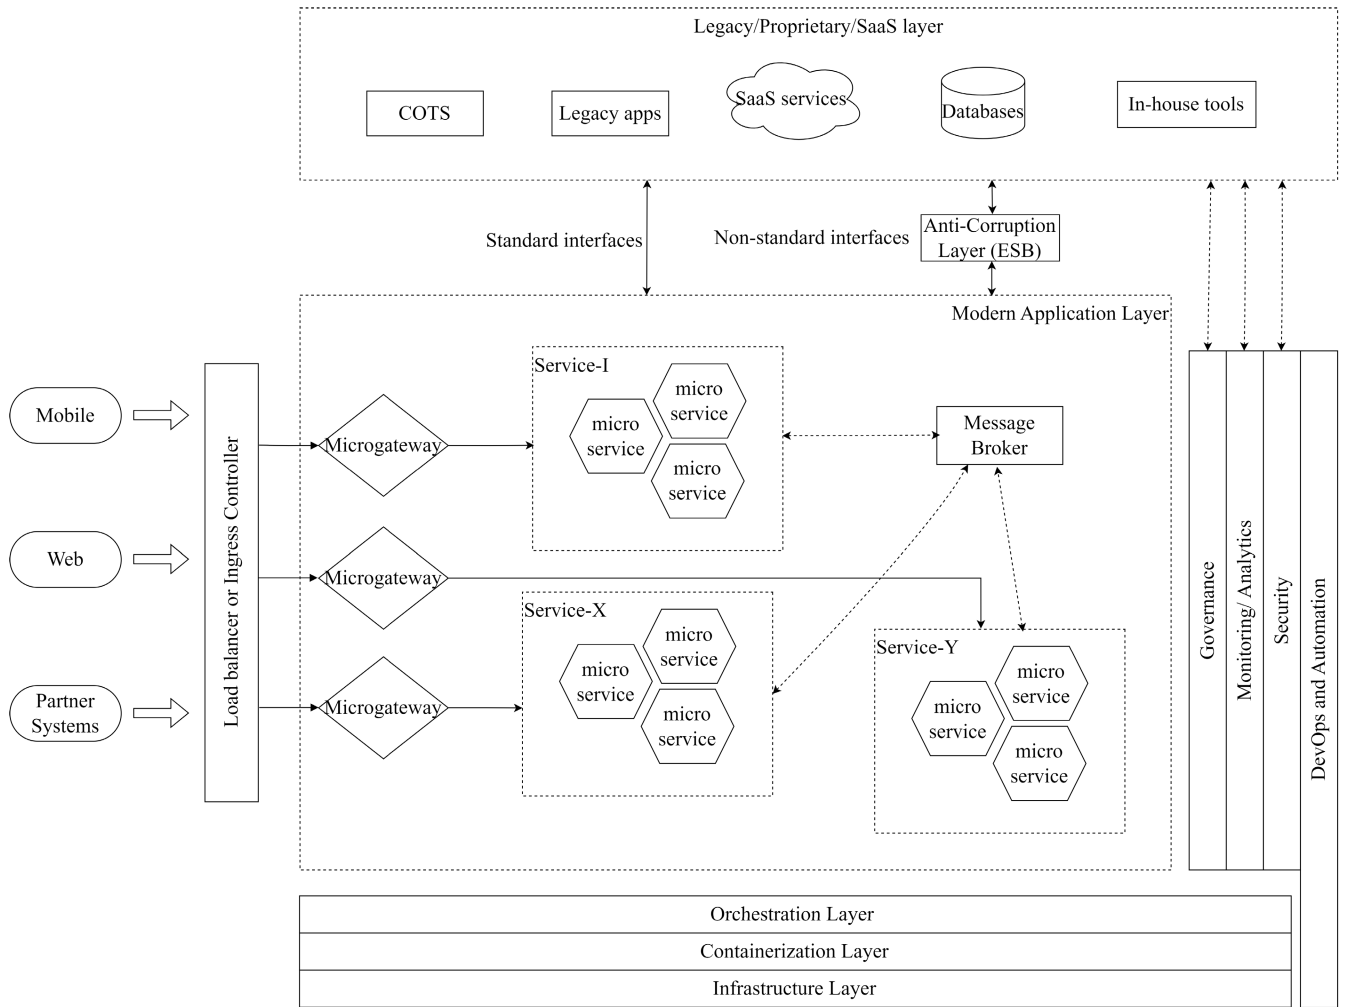 Legacy/Proprietary/SaaS layer
COTS
Legacy apps
SaaS services
Databases
In-house tools
Standard interfaces
Non-standard interfaces
Anti-Corruption
Layer (ESB)
Modern Application Layer
Mobile
Web
Partner
Systems
Load balancer or Ingress Controller
Microgateway
Microgateway
Microgateway
Service-I
micro
service
micro
service
micro
service
Message
Broker
Service-X
micro
service
micro
service
micro
service
Service-Y
micro
service
micro
service
micro
service
Governance
Monitoring/ Analytics
Security
DevOps and Automation
Orchestration Layer
Containerization Layer
Infrastructure Layer